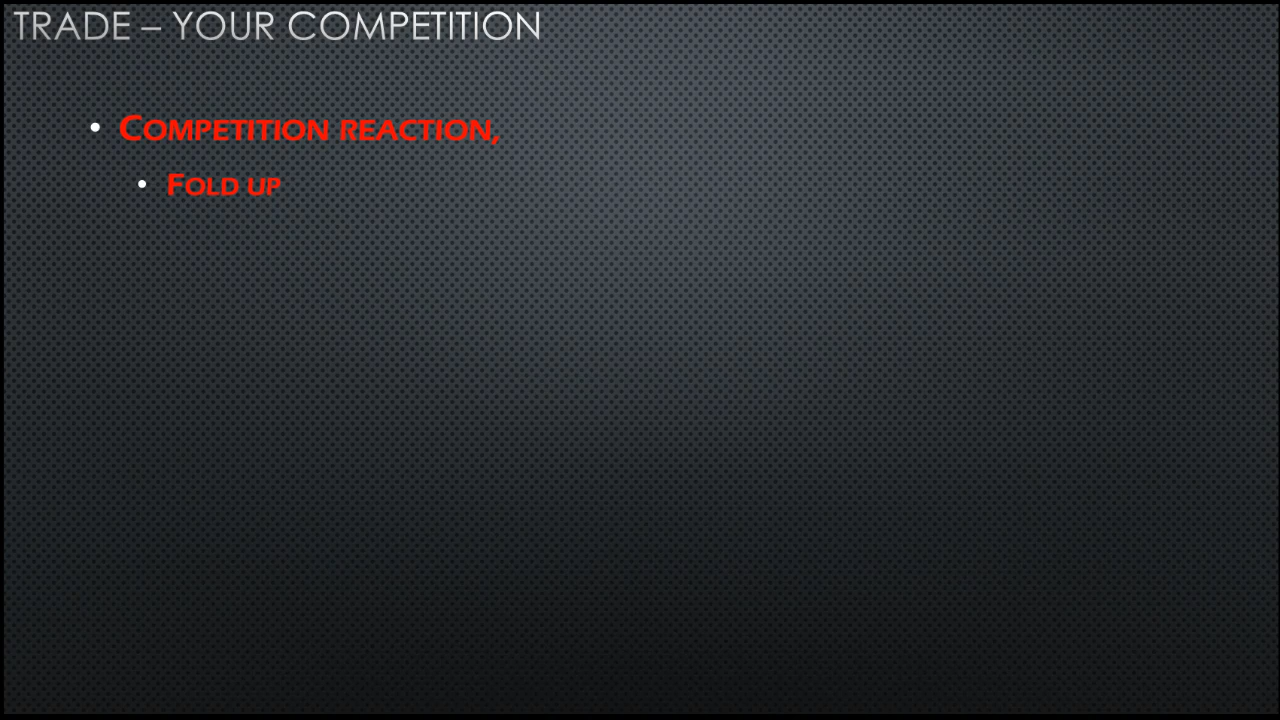 TRADE – YOUR COMPETITION
• COMPETITION REACTION,
• FOLD UP